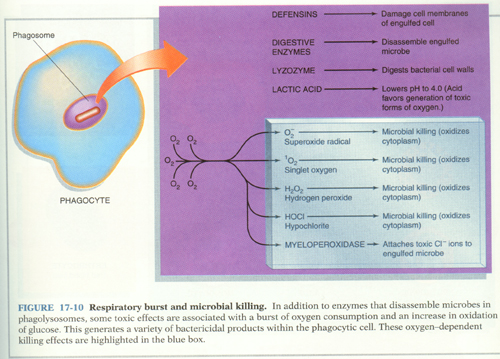 Phagosome
PHAGOCYTE
DEFENSINS
Damage cell membranes
of engulfed cell
DIGESTIVE
ENZYMES
Disassemble engulfed
microbe
LYZOZYME
Digests bacterial cell walls
LACTIC ACID
Lowers pH to 4.0 (Acid
favors generation of toxic
forms of oxygen.)
O₂ O₂
O₂
O₂ O₂
O₂⁻
Superoxide radical
Microbial killing (oxidizes
cytoplasm)
¹O₂
Singlet oxygen
Microbial killing (oxidizes
cytoplasm)
H₂O₂
Hydrogen peroxide
Microbial killing (oxidizes
cytoplasm)
HOCl
Hypochlorite
Microbial killing (oxidizes
cytoplasm)
MYELOPEROXIDASE
Attaches toxic Cl⁻ ions to
engulfed microbe
FIGURE 17-10 Respiratory burst and microbial killing. In addition to enzymes that disassemble microbes in
phagolysosomes, some toxic effects are associated with a burst of oxygen consumption and an increase in oxidation
of glucose. This generates a variety of bactericidal products within the phagocytic cell. These oxygen-dependent
killing effects are highlighted in the blue box.